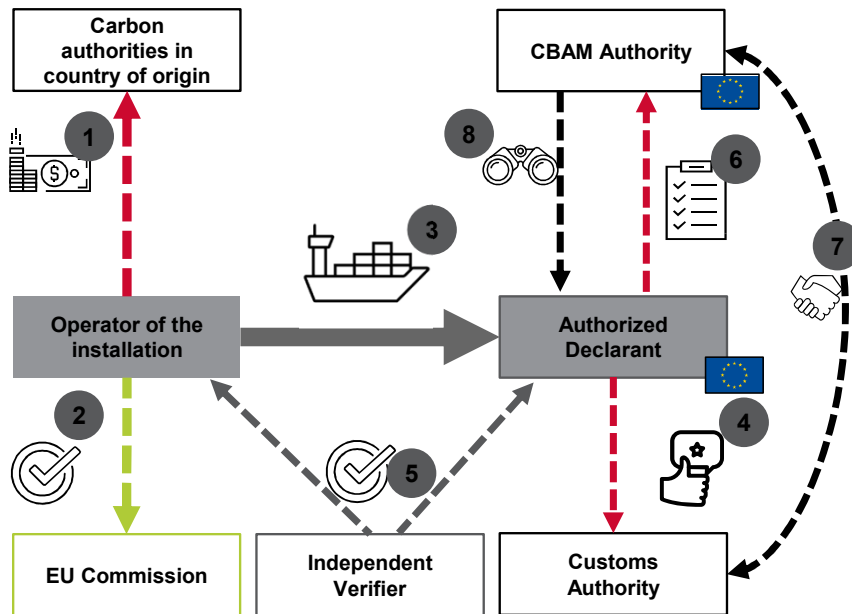 Carbon
authorities in
country of origin
CBAM Authority
1
$
8
6
3
7
Operator of the
installation
Authorized
Declarant
2
4
5
EU Commission
Independent
Verifier
Customs
Authority